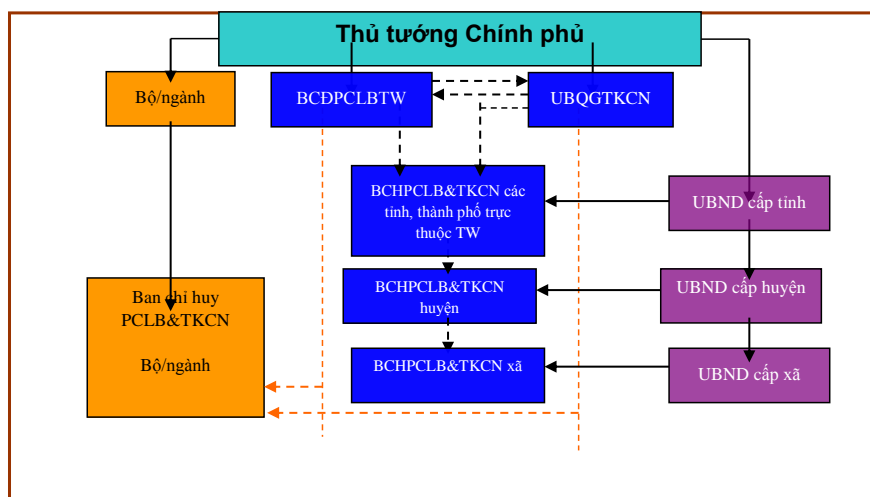 Thủ tướng Chính phủ
Bộ/ngành
BCĐPCLBTW
UBQGTKCN
BCHPCLB&TKCN các
tỉnh, thành phố trực
thuộc TW
UBND cấp tỉnh
Ban chỉ huy
PCLB&TKCN
Bộ/ngành
BCHPCLB&TKCN
huyện
UBND cấp huyện
BCHPCLB&TKCN xã
UBND cấp xã